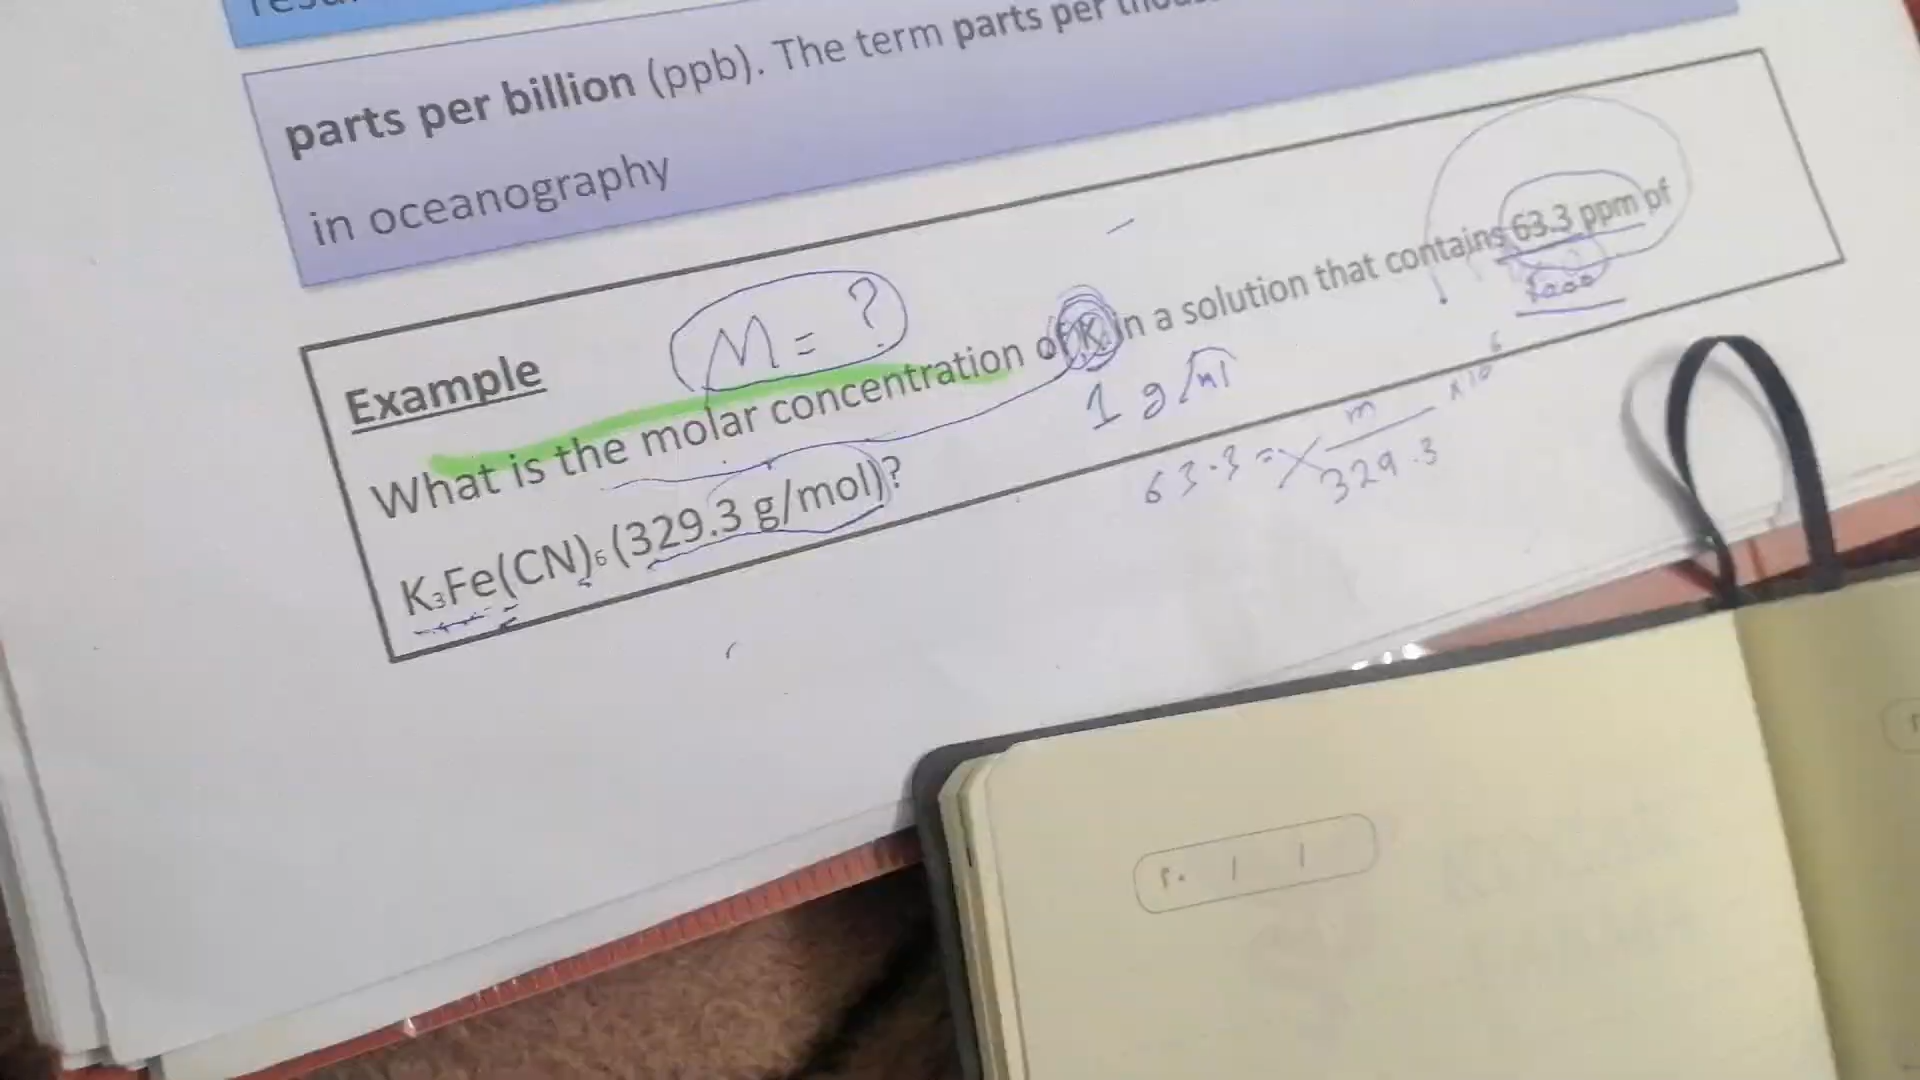 parts per billion (ppb). The term parts per
in oceanography
Example
M = ?
What is the molar concentration of K in a solution that contains 63.3 ppm of
1000
K₃Fe(CN)₆ (329.3 g/mol)?
1 g/ml
63.3 = m/329.3 ×10⁶